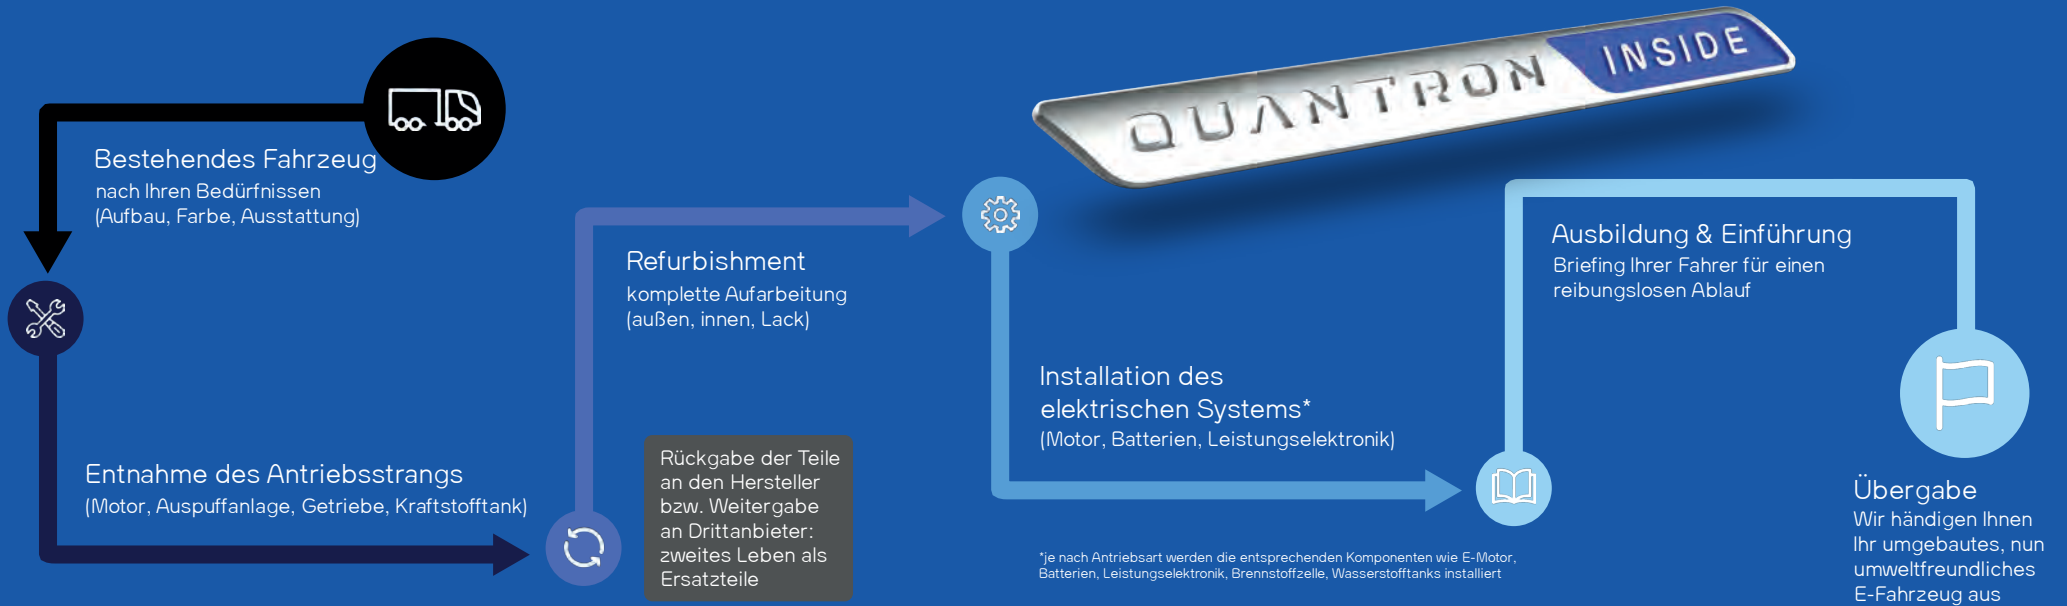 QUANTRON INSIDE
Bestehendes Fahrzeug
nach Ihren Bedürfnissen
(Aufbau, Farbe, Ausstattung)
Entnahme des Antriebsstrangs
(Motor, Auspuffanlage, Getriebe, Kraftstofftank)
Refurbishment
komplette Aufarbeitung
(außen, innen, Lack)
Rückgabe der Teile
an den Hersteller
bzw. Weitergabe
an Drittanbieter:
zweites Leben als
Ersatzteile
Installation des
elektrischen Systems*
(Motor, Batterien, Leistungselektronik)
*je nach Antriebsart werden die entsprechenden Komponenten wie E-Motor,
Batterien, Leistungselektronik, Brennstoffzelle, Wasserstofftanks installiert
Ausbildung & Einführung
Briefing Ihrer Fahrer für einen
reibungslosen Ablauf
Übergabe
Wir händigen Ihnen
Ihr umgebautes, nun
umweltfreundliches
E-Fahrzeug aus